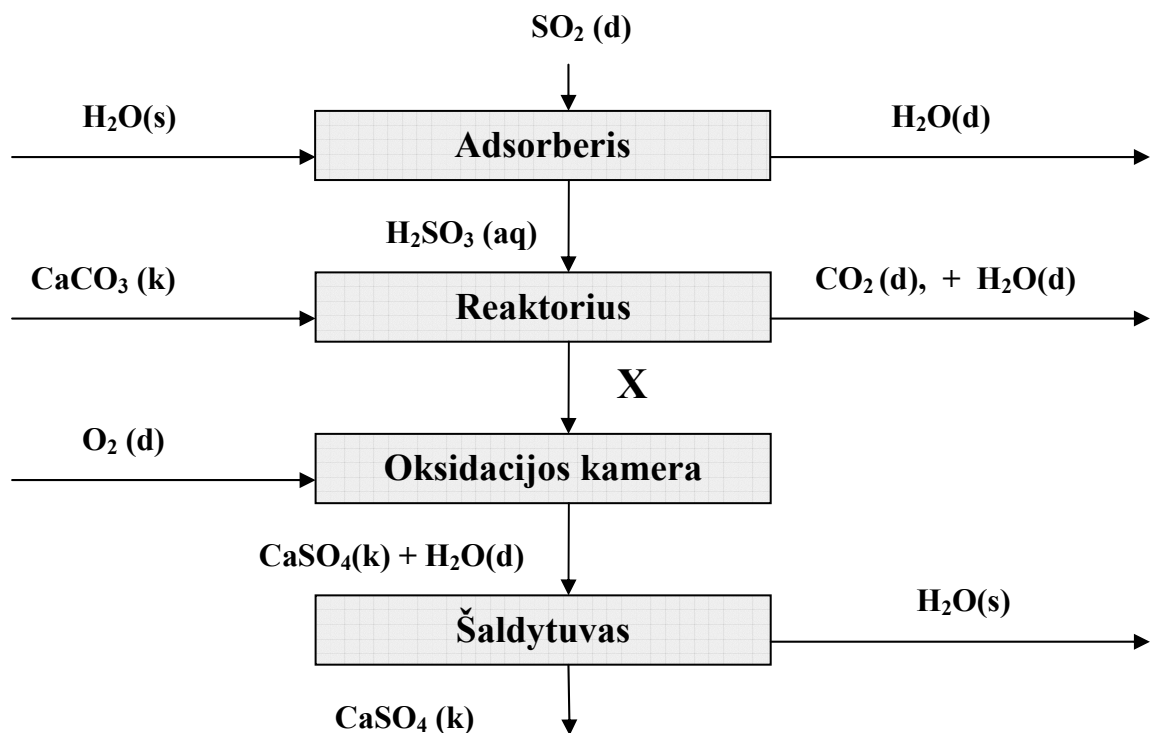 SO₂ (d)
H₂O(s)
Adsorberis
H₂O(d)
H₂SO₃ (aq)
CaCO₃ (k)
Reaktorius
CO₂ (d), + H₂O(d)
X
O₂ (d)
Oksidacijos kamera
CaSO₄(k) + H₂O(d)
Šaldytuvas
H₂O(s)
CaSO₄ (k)